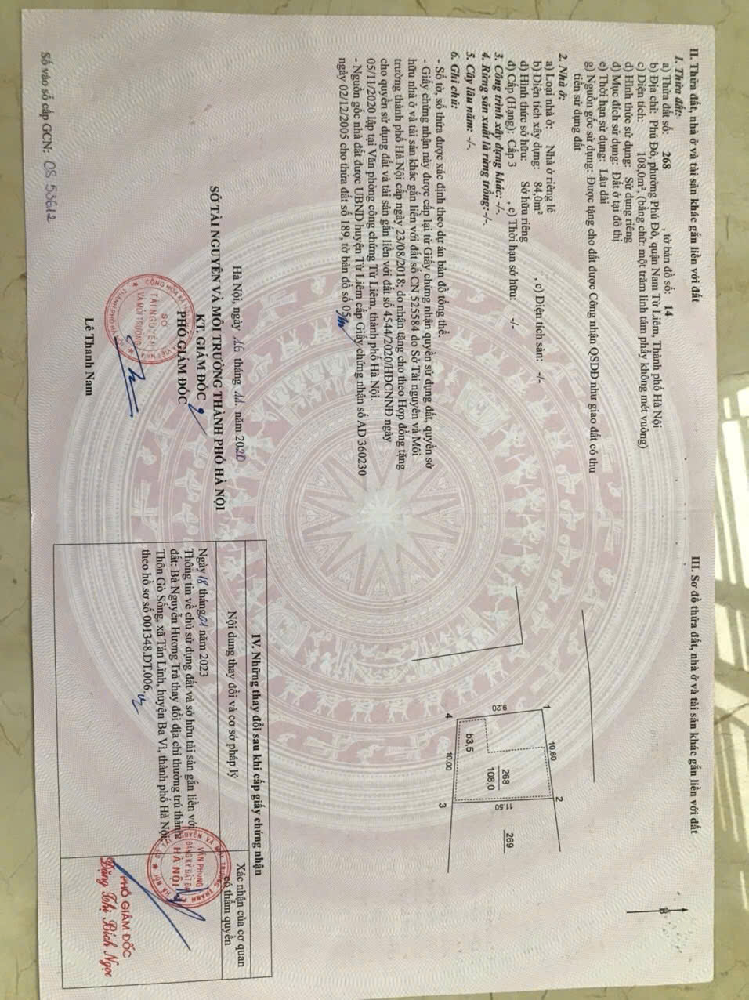 II. Thửa đất, nhà ở và tài sản khác gắn liền với đất
1. Thửa đất:
a) Thửa đất số: 268 , tờ bản đồ số: 14
b) Địa chỉ: Phú Đô, phường Phú Đô, quận Nam Từ Liêm, Thành phố Hà Nội
c) Diện tích: 108,0m², (bằng chữ: một trăm linh tám phẩy không mét vuông)
d) Hình thức sử dụng: Sử dụng riêng
đ) Mục đích sử dụng: Đất ở tại đô thị
e) Thời hạn sử dụng: Lâu dài
g) Nguồn gốc sử dụng: Được tặng cho đất được Công nhận QSDĐ như giao đất có thu
tiền sử dụng đất
2. Nhà ở:
a) Loại nhà ở: Nhà ở riêng lẻ
b) Diện tích xây dựng: 84,0m² , c) Diện tích sàn: -/-
d) Hình thức sở hữu: Sở hữu riêng
đ) Cấp (Hạng): Cấp 3 , e) Thời hạn sở hữu: -/-
3. Công trình xây dựng khác: -/-.
4. Rừng sản xuất là rừng trồng: -/-.
5. Cây lâu năm: -/-.
6. Ghi chú:
- Số tờ, số thửa được xác định theo dự án bản đồ tổng thể.
- Giấy chứng nhận này được cấp lại từ Giấy chứng nhận quyền sử dụng đất, quyền sở
hữu nhà ở và tài sản khác gắn liền với đất số CN 525584 do Sở Tài nguyên và Môi
trường thành phố Hà Nội cấp ngày 23/08/2018; do nhận tặng cho theo Hợp đồng tặng
cho quyền sử dụng đất và tài sản gắn liền với đất số 4544/2020/HĐCNNĐ ngày
05/11/2020 lập tại Văn phòng công chứng Từ Liêm, thành phố Hà Nội.
- Nguồn gốc nhà đất được UBND huyện Từ Liêm cấp Giấy chứng nhận số AD 360230
ngày 02/12/2005 cho thửa đất số 189, tờ bản đồ số 05
Hà Nội, ngày 16 tháng 11 năm 2020
SỞ TÀI NGUYÊN VÀ MÔI TRƯỜNG THÀNH PHỐ HÀ NỘI
KT. GIÁM ĐỐC
PHÓ GIÁM ĐỐC
SỞ
TÀI NGUYÊN
VÀ MÔI TRƯỜNG
Lê Thanh Nam
Số vào sổ cấp GCN: CS 53612
III. Sơ đồ thửa đất, nhà ở và tài sản khác gắn liền với đất
B
1
10,80
2
9.20
b3,5
268
108,0
11.50
269
4
10.00
3
IV. Những thay đổi sau khi cấp giấy chứng nhận
Nội dung thay đổi và cơ sở pháp lý
Xác nhận của cơ quan
có thẩm quyền
Ngày 18 tháng 01 năm 2023
Thông tin về chủ sử dụng đất và sở hữu tài sản gắn liền với
đất: Bà Nguyễn Hương Trà thay đổi địa chỉ thường trú thành
Thôn Gò Sống, xã Tản Lĩnh, huyện Ba Vì, thành phố Hà Nội
theo hồ sơ số 001348.DT.006
VĂN PHÒNG
ĐĂNG KÝ ĐẤT ĐAI
HÀ NỘI
PHÓ GIÁM ĐỐC
Đặng Thị Bích Ngọc